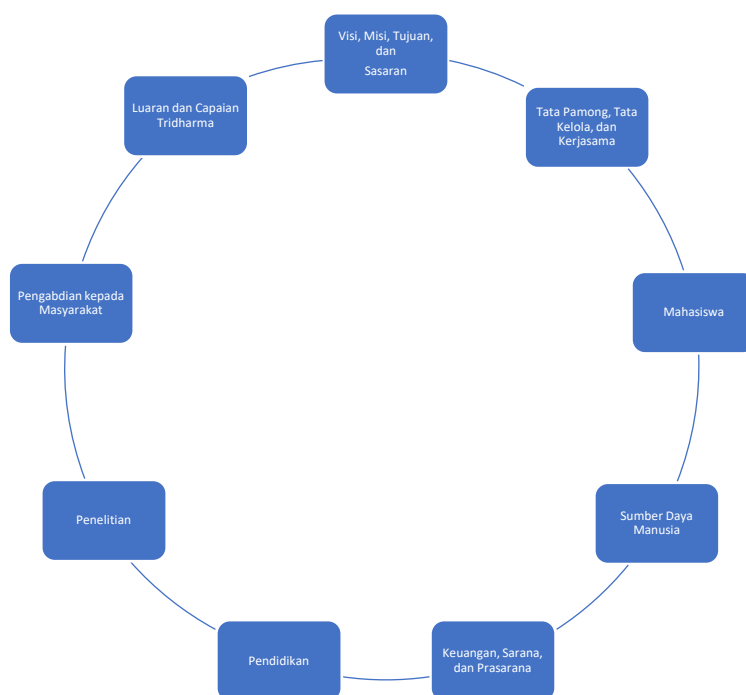 Visi, Misi, Tujuan,
dan
Sasaran
Tata Pamong, Tata
Kelola, dan
Kerjasama
Mahasiswa
Sumber Daya
Manusia
Keuangan, Sarana,
dan Prasarana
Pendidikan
Penelitian
Pengabdian kepada
Masyarakat
Luaran dan Capaian
Tridharma